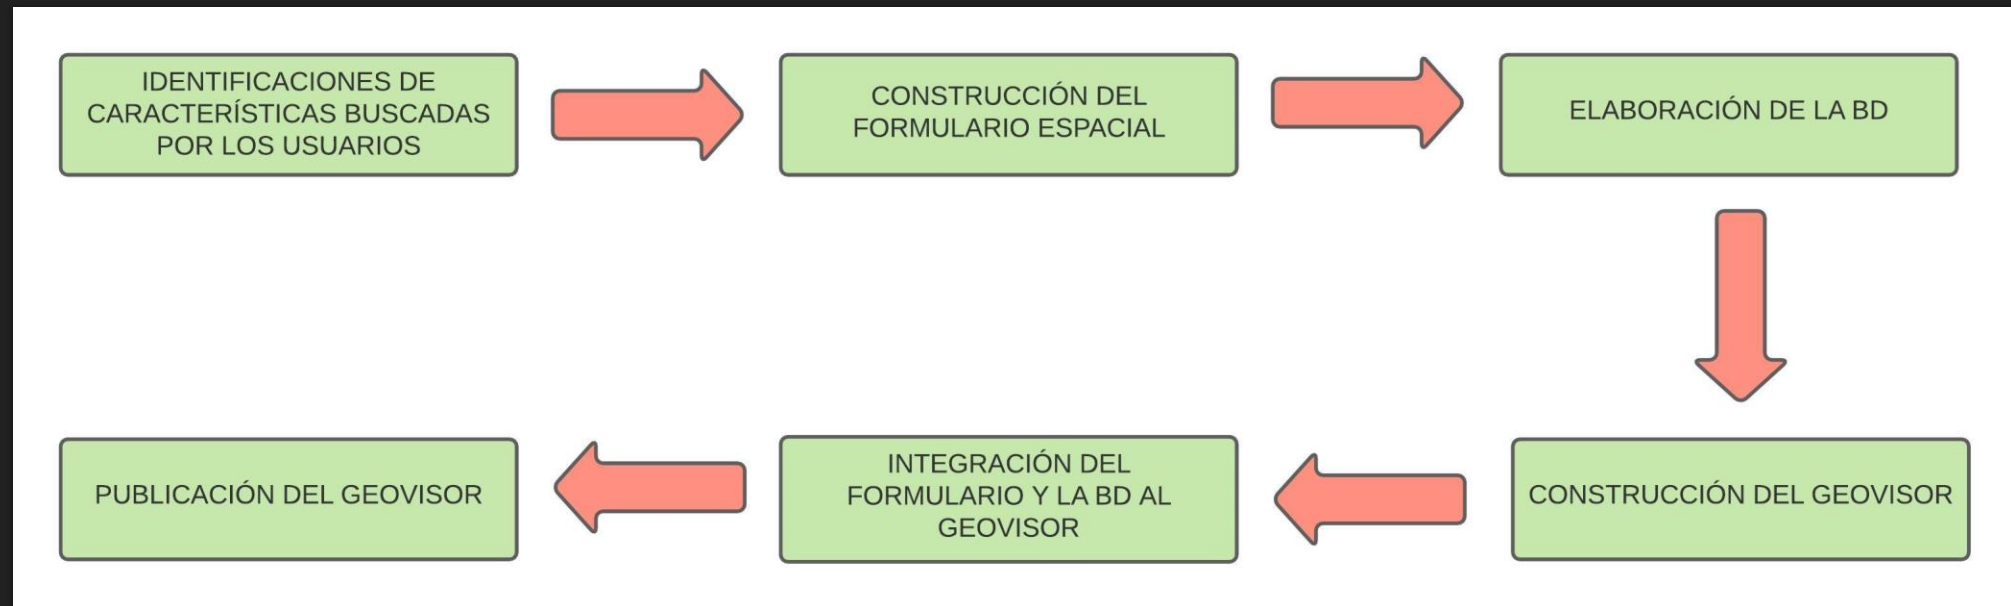 IDENTIFICACIONES DE
CARACTERÍSTICAS BUSCADAS
POR LOS USUARIOS
CONSTRUCCIÓN DEL
FORMULARIO ESPACIAL
ELABORACIÓN DE LA BD
CONSTRUCCIÓN DEL GEOVISOR
INTEGRACIÓN DEL
FORMULARIO Y LA BD AL
GEOVISOR
PUBLICACIÓN DEL GEOVISOR